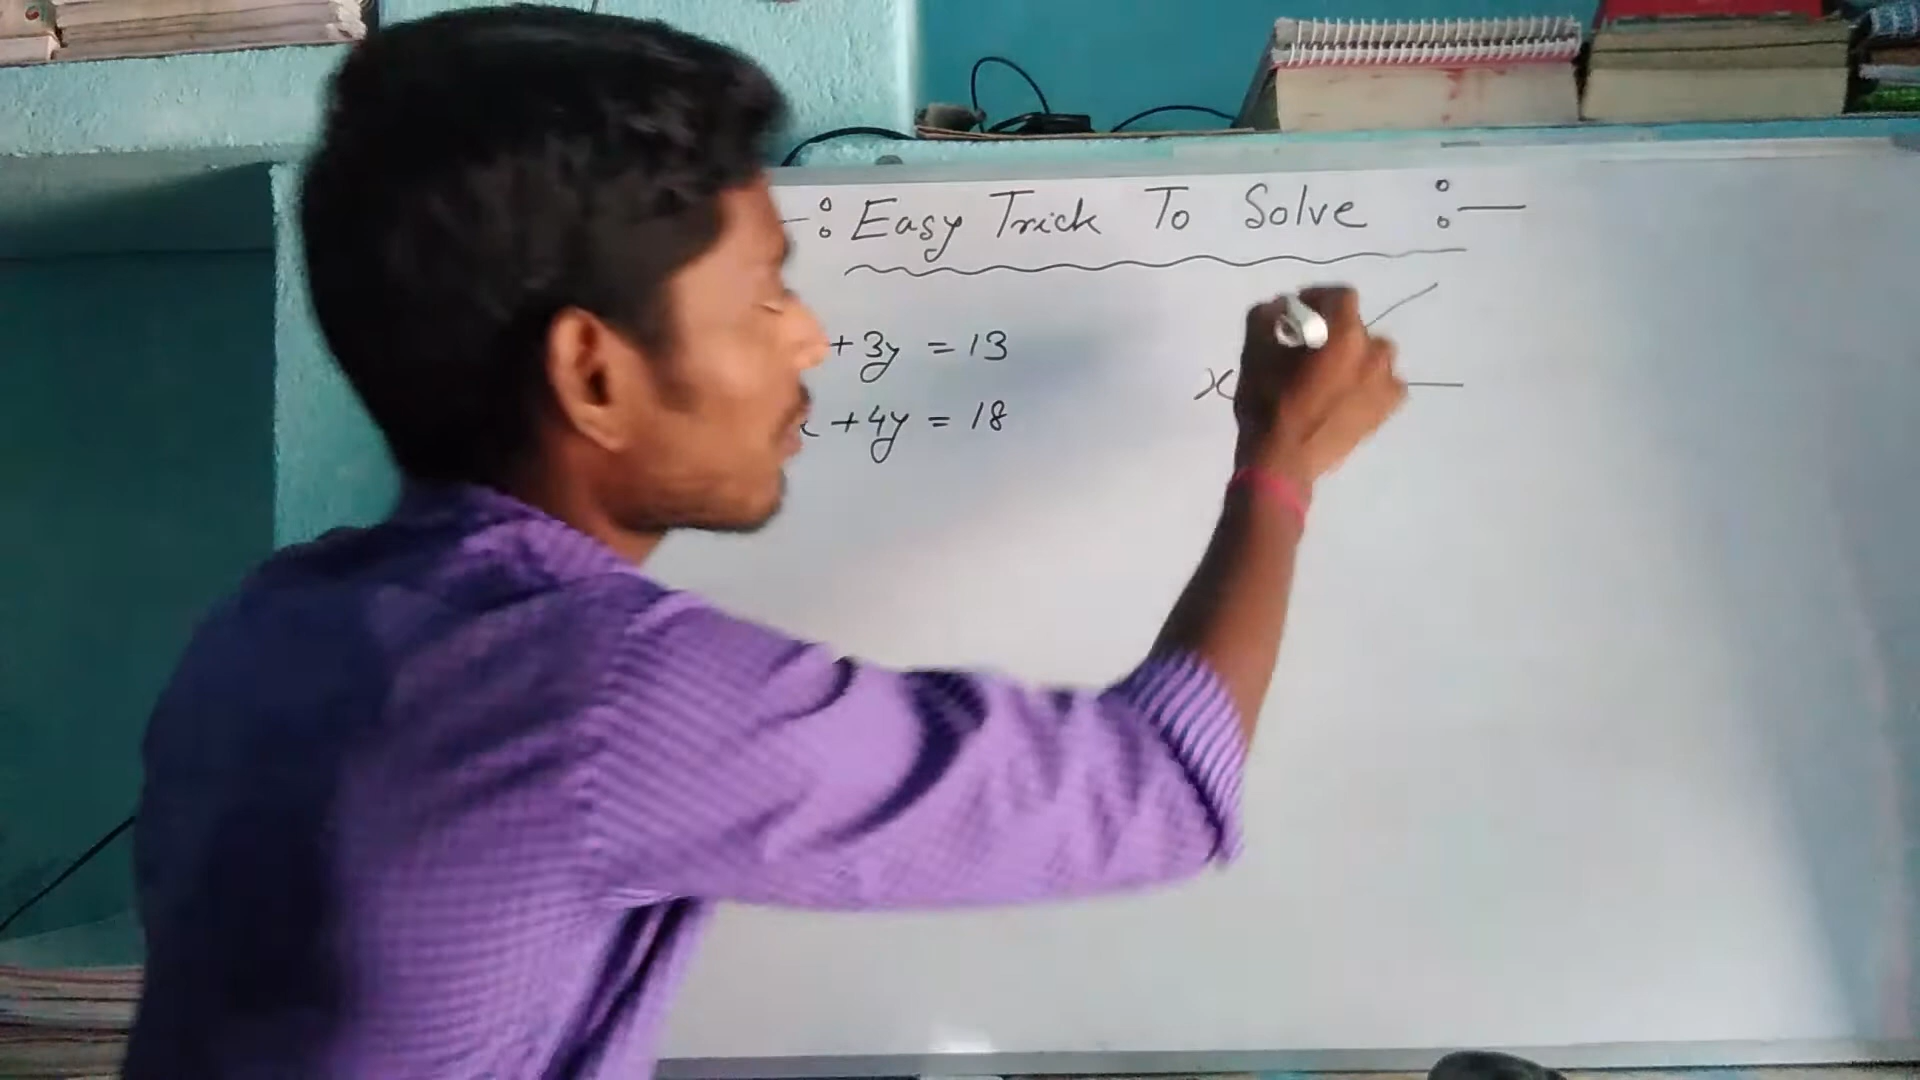 —: Easy Trick To Solve :—
+ 3y = 13
x + 4y = 18
x